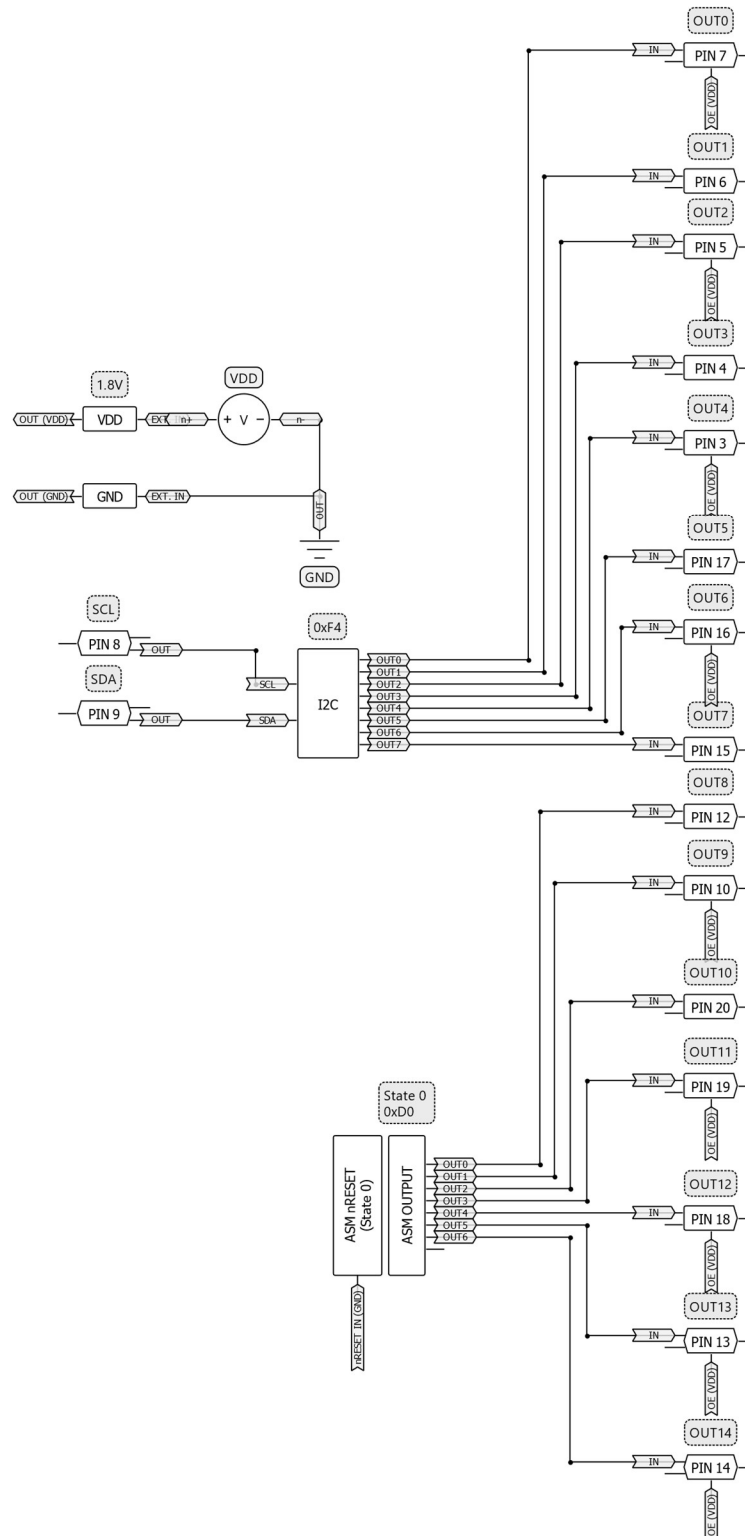 OUT0
IN
PIN 7
OE (VDD)
OUT1
IN
PIN 6
OUT2
IN
PIN 5
OE (VDD)
OUT3
IN
PIN 4
OUT4
IN
PIN 3
OE (VDD)
OUT5
IN
PIN 17
OUT6
IN
PIN 16
OE (VDD)
OUT7
IN
PIN 15
1.8V
VDD
OUT (VDD)
VDD
EXT.
n+
+ V −
n-
OUT (GND)
GND
EXT. IN
OUT
GND
SCL
PIN 8
OUT
SCL
SDA
PIN 9
OUT
SDA
0xF4
I2C
OUT0
OUT1
OUT2
OUT3
OUT4
OUT5
OUT6
OUT7
OUT8
IN
PIN 12
OUT9
IN
PIN 10
OE (VDD)
OUT10
IN
PIN 20
OUT11
IN
PIN 19
OE (VDD)
State 0
0xD0
ASM nRESET
(State 0)
nRESET IN (GND)
ASM OUTPUT
OUT0
OUT1
OUT2
OUT3
OUT4
OUT5
OUT6
OUT12
IN
PIN 18
OE (VDD)
OUT13
IN
PIN 13
OE (VDD)
OUT14
IN
PIN 14
OE (VDD)